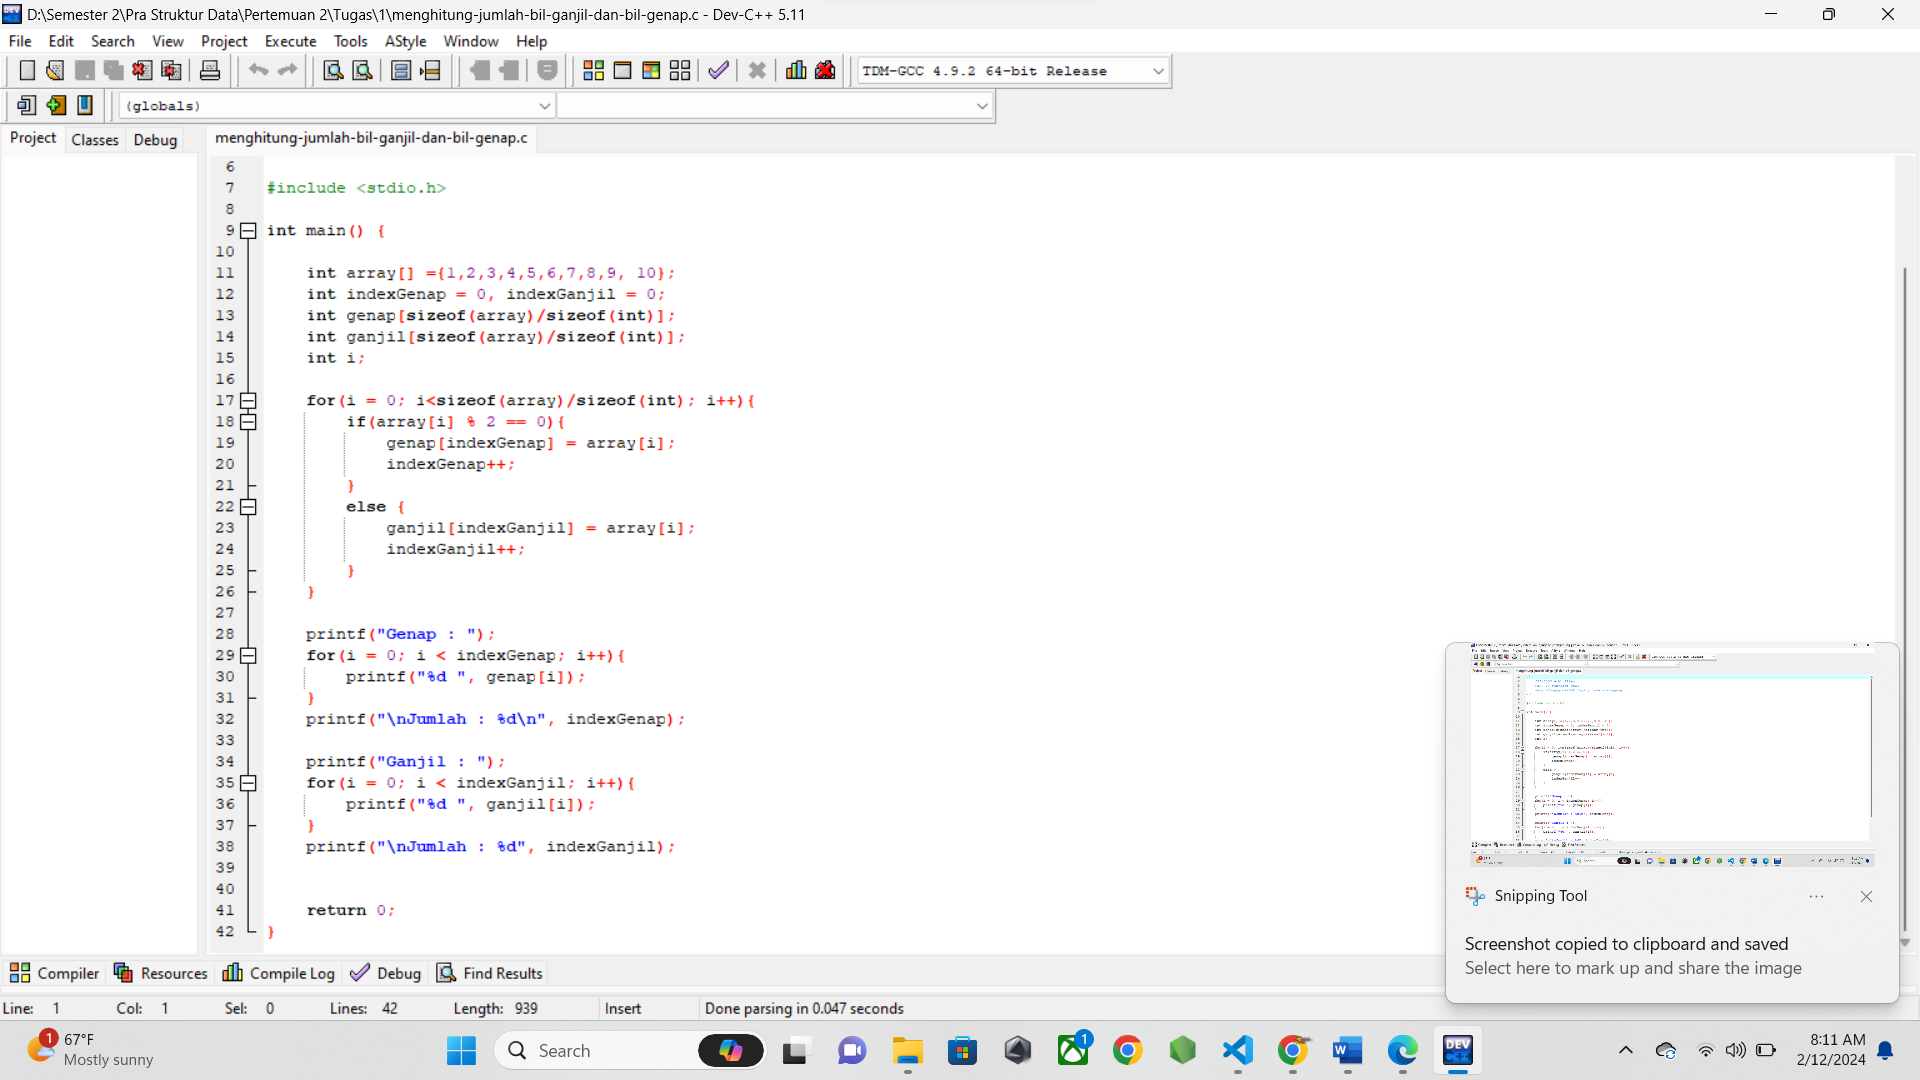 D:\Semester 2\Pra Struktur Data\Pertemuan 2\Tugas\1\menghitung-jumlah-bil-ganjil-dan-bil-genap.c - Dev-C++ 5.11
File Edit Search View Project Execute Tools AStyle Window Help
TDM-GCC 4.9.2 64-bit Release
(globals)
Project Classes Debug
menghitung-jumlah-bil-ganjil-dan-bil-genap.c
6
7 #include <stdio.h>
8
9 int main() {
10
11 int array[] ={1,2,3,4,5,6,7,8,9, 10};
12 int indexGenap = 0, indexGanjil = 0;
13 int genap[sizeof(array)/sizeof(int)];
14 int ganjil[sizeof(array)/sizeof(int)];
15 int i;
16
17 for(i = 0; i<sizeof(array)/sizeof(int); i++){
18 if(array[i] % 2 == 0){
19 genap[indexGenap] = array[i];
20 indexGenap++;
21 }
22 else {
23 ganjil[indexGanjil] = array[i];
24 indexGanjil++;
25 }
26 }
27
28 printf("Genap : ");
29 for(i = 0; i < indexGenap; i++){
30 printf("%d ", genap[i]);
31 }
32 printf("\nJumlah : %d\n", indexGenap);
33
34 printf("Ganjil : ");
35 for(i = 0; i < indexGanjil; i++){
36 printf("%d ", ganjil[i]);
37 }
38 printf("\nJumlah : %d", indexGanjil);
39
40
41 return 0;
42 }
Snipping Tool
Screenshot copied to clipboard and saved
Select here to mark up and share the image
Compiler Resources Compile Log Debug Find Results
Line: 1 Col: 1 Sel: 0 Lines: 42 Length: 939 Insert Done parsing in 0.047 seconds
1
67°F
Mostly sunny
Search
1
W
DEV
C++
8:11 AM
2/12/2024